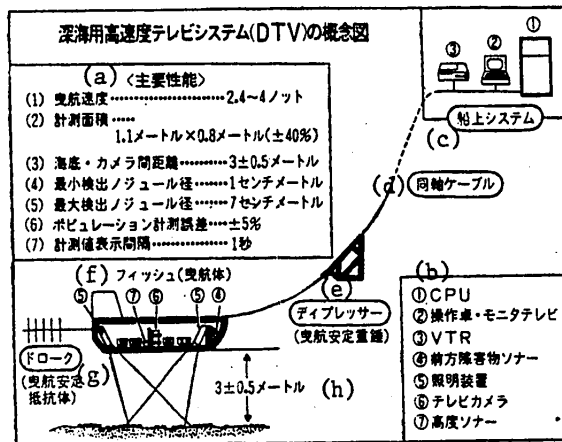 深海用高速度テレビシステム(DTV)の概念図
(a) <主要性能>
(1) 曳航速度……………………2.4~4ノット
(2) 計測面積……
1.1メートル×0.8メートル(±40%)
(3) 海底・カメラ間距離………3±0.5メートル
(4) 最小検出ノジュール径……1センチメートル
(5) 最大検出ノジュール径……7センチメートル
(6) ポピュレーション計測誤差…±5%
(7) 計測値表示間隔……………1秒
① ② ③
(c) 船上システム
(d) 同軸ケーブル
(e)
ディプレッサー
(曳航安定重錘)
(f) フィッシュ(曳航体)
⑤ ⑦ ⑥ ⑤ ④
ドローク
(曳航安定
抵抗体)
(g)
3±0.5メートル
(h)
(b)
①CPU
②操作卓・モニタテレビ
③VTR
④前方障害物ソナー
⑤照明装置
⑥テレビカメラ
⑦高度ソナー